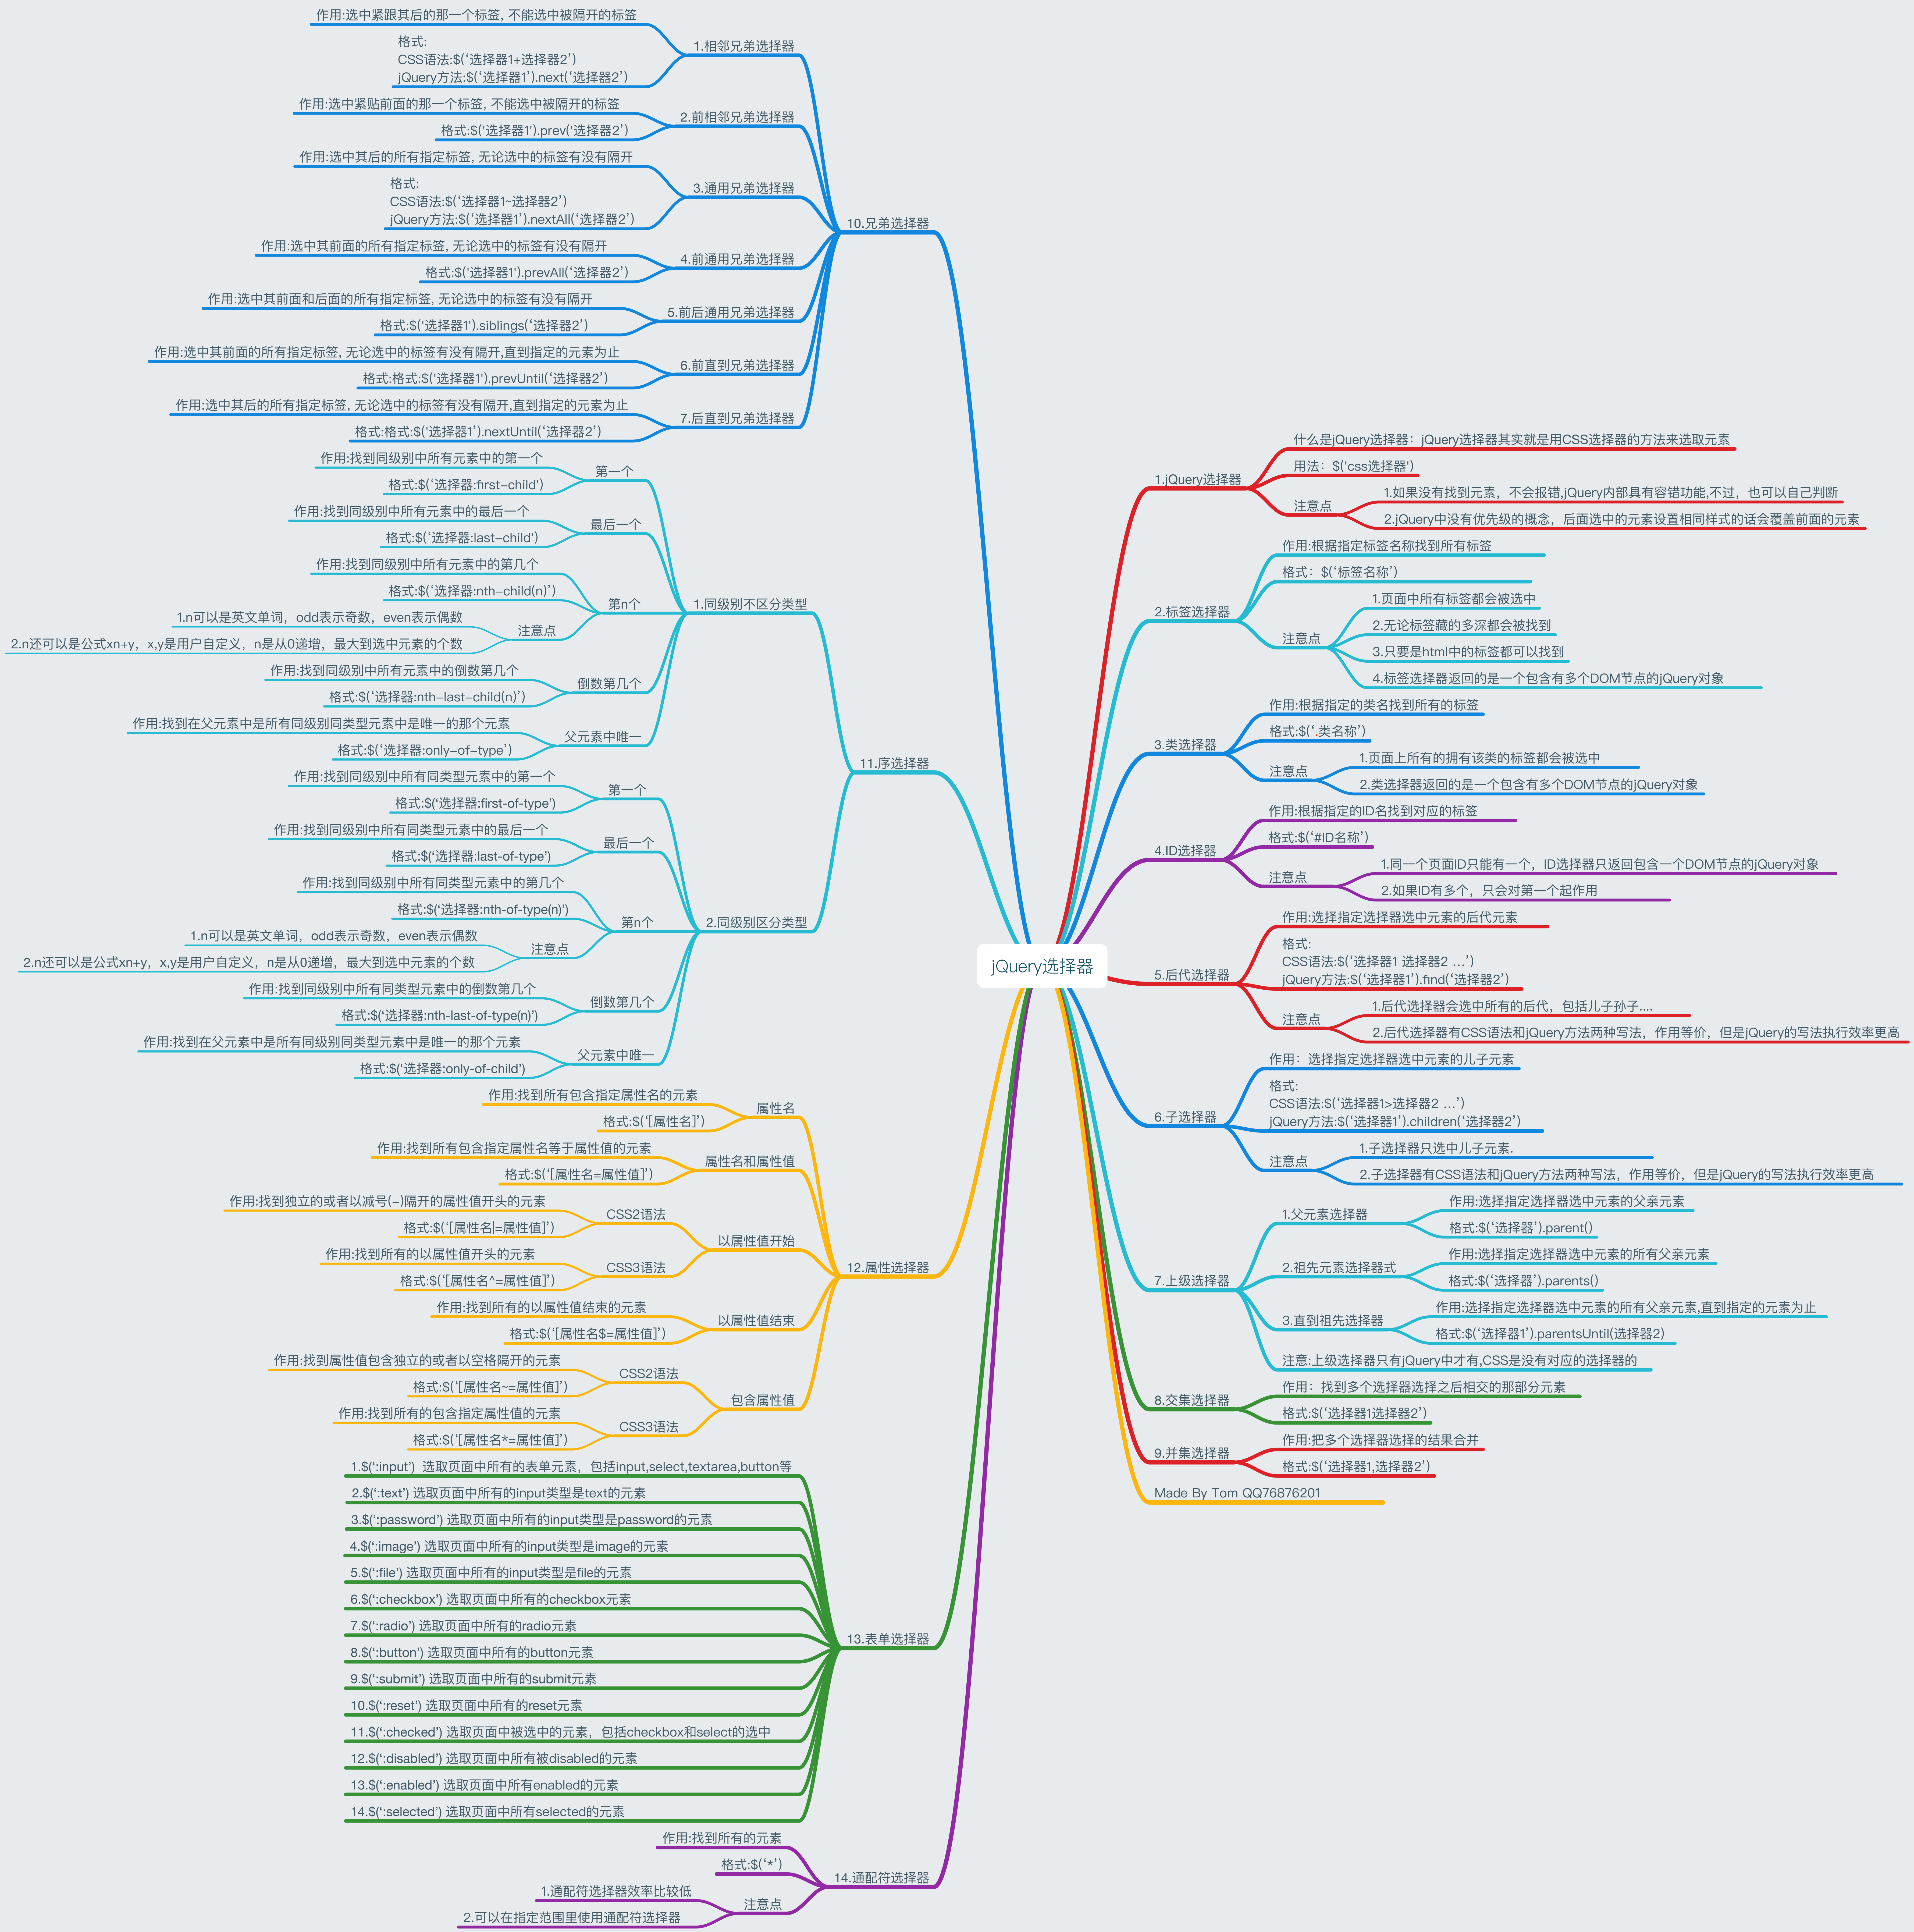 jQuery选择器
1.jQuery选择器
什么是jQuery选择器：jQuery选择器其实就是用CSS选择器的方法来选取元素
用法：$('css选择器')
注意点
1.如果没有找到元素，不会报错,jQuery内部具有容错功能,不过，也可以自己判断
2.jQuery中没有优先级的概念，后面选中的元素设置相同样式的话会覆盖前面的元素
2.标签选择器
作用:根据指定标签名称找到所有标签
格式：$(‘标签名称’)
注意点
1.页面中所有标签都会被选中
2.无论标签藏的多深都会被找到
3.只要是html中的标签都可以找到
4.标签选择器返回的是一个包含有多个DOM节点的jQuery对象
3.类选择器
作用:根据指定的类名找到所有的标签
格式:$(‘.类名称’)
注意点
1.页面上所有的拥有该类的标签都会被选中
2.类选择器返回的是一个包含有多个DOM节点的jQuery对象
4.ID选择器
作用:根据指定的ID名找到对应的标签
格式:$(‘#ID名称’)
注意点
1.同一个页面ID只能有一个，ID选择器只返回包含一个DOM节点的jQuery对象
2.如果ID有多个，只会对第一个起作用
5.后代选择器
作用:选择指定选择器选中元素的后代元素
格式:
CSS语法:$(‘选择器1 选择器2 …’)
jQuery方法:$(‘选择器1’).find(‘选择器2’)
注意点
1.后代选择器会选中所有的后代，包括儿子孙子....
2.后代选择器有CSS语法和jQuery方法两种写法，作用等价，但是jQuery的写法执行效率更高
6.子选择器
作用：选择指定选择器选中元素的儿子元素
格式:
CSS语法:$(‘选择器1>选择器2 …’)
jQuery方法:$(‘选择器1’).children(‘选择器2’)
注意点
1.子选择器只选中儿子元素.
2.子选择器有CSS语法和jQuery方法两种写法，作用等价，但是jQuery的写法执行效率更高
7.上级选择器
1.父元素选择器
作用:选择指定选择器选中元素的父亲元素
格式:$(‘选择器’).parent()
2.祖先元素选择器式
作用:选择指定选择器选中元素的所有父亲元素
格式:$(‘选择器’).parents()
3.直到祖先选择器
作用:选择指定选择器选中元素的所有父亲元素,直到指定的元素为止
格式:$(‘选择器1’).parentsUntil(选择器2)
注意:上级选择器只有jQuery中才有,CSS是没有对应的选择器的
8.交集选择器
作用：找到多个选择器选择之后相交的那部分元素
格式:$(‘选择器1选择器2’)
9.并集选择器
作用:把多个选择器选择的结果合并
格式:$(‘选择器1,选择器2’)
Made By Tom QQ76876201
10.兄弟选择器
1.相邻兄弟选择器
作用:选中紧跟其后的那一个标签, 不能选中被隔开的标签
格式:
CSS语法:$(‘选择器1+选择器2’)
jQuery方法:$(‘选择器1’).next(‘选择器2’)
2.前相邻兄弟选择器
作用:选中紧贴前面的那一个标签, 不能选中被隔开的标签
格式:$('选择器1').prev('选择器2’)
3.通用兄弟选择器
作用:选中其后的所有指定标签, 无论选中的标签有没有隔开
格式:
CSS语法:$(‘选择器1~选择器2’)
jQuery方法:$(‘选择器1’).nextAll(‘选择器2’)
4.前通用兄弟选择器
作用:选中其前面的所有指定标签, 无论选中的标签有没有隔开
格式:$('选择器1').prevAll(‘选择器2’)
5.前后通用兄弟选择器
作用:选中其前面和后面的所有指定标签, 无论选中的标签有没有隔开
格式:$('选择器1').siblings(‘选择器2’)
6.前直到兄弟选择器
作用:选中其前面的所有指定标签, 无论选中的标签有没有隔开,直到指定的元素为止
格式:格式:$('选择器1').prevUntil(‘选择器2’)
7.后直到兄弟选择器
作用:选中其后的所有指定标签, 无论选中的标签有没有隔开,直到指定的元素为止
格式:格式:$('选择器1’).nextUntil(‘选择器2’)
11.序选择器
1.同级别不区分类型
第一个
作用:找到同级别中所有元素中的第一个
格式:$(‘选择器:first-child')
最后一个
作用:找到同级别中所有元素中的最后一个
格式:$(‘选择器:last-child')
第n个
作用:找到同级别中所有元素中的第几个
格式:$(‘选择器:nth-child(n)’)
注意点
1.n可以是英文单词，odd表示奇数，even表示偶数
2.n还可以是公式xn+y，x,y是用户自定义，n是从0递增，最大到选中元素的个数
倒数第几个
作用:找到同级别中所有元素中的倒数第几个
格式:$(‘选择器:nth-last-child(n)’)
父元素中唯一
作用:找到在父元素中是所有同级别同类型元素中是唯一的那个元素
格式:$(‘选择器:only-of-type’)
2.同级别区分类型
第一个
作用:找到同级别中所有同类型元素中的第一个
格式:$(‘选择器:first-of-type’)
最后一个
作用:找到同级别中所有同类型元素中的最后一个
格式:$(‘选择器:last-of-type’)
第n个
作用:找到同级别中所有同类型元素中的第几个
格式:$(‘选择器:nth-of-type(n)’)
注意点
1.n可以是英文单词，odd表示奇数，even表示偶数
2.n还可以是公式xn+y，x,y是用户自定义，n是从0递增，最大到选中元素的个数
倒数第几个
作用:找到同级别中所有同类型元素中的倒数第几个
格式:$(‘选择器:nth-last-of-type(n)’)
父元素中唯一
作用:找到在父元素中是所有同级别同类型元素中是唯一的那个元素
格式:$(‘选择器:only-of-child’)
12.属性选择器
属性名
作用:找到所有包含指定属性名的元素
格式:$(‘[属性名]’)
属性名和属性值
作用:找到所有包含指定属性名等于属性值的元素
格式:$(‘[属性名=属性值]’)
以属性值开始
CSS2语法
作用:找到独立的或者以减号(-)隔开的属性值开头的元素
格式:$(‘[属性名|=属性值]’)
CSS3语法
作用:找到所有的以属性值开头的元素
格式:$(‘[属性名^=属性值]’)
以属性值结束
作用:找到所有的以属性值结束的元素
格式:$(‘[属性名$=属性值]’)
包含属性值
CSS2语法
作用:找到属性值包含独立的或者以空格隔开的元素
格式:$(‘[属性名~=属性值]’)
CSS3语法
作用:找到所有的包含指定属性值的元素
格式:$(‘[属性名*=属性值]’)
13.表单选择器
1.$(‘:input’) 选取页面中所有的表单元素，包括input,select,textarea,button等
2.$(‘:text’) 选取页面中所有的input类型是text的元素
3.$(‘:password’) 选取页面中所有的input类型是password的元素
4.$(‘:image’) 选取页面中所有的input类型是image的元素
5.$(‘:file’) 选取页面中所有的input类型是file的元素
6.$(‘:checkbox’) 选取页面中所有的checkbox元素
7.$(‘:radio’) 选取页面中所有的radio元素
8.$(‘:button’) 选取页面中所有的button元素
9.$(‘:submit’) 选取页面中所有的submit元素
10.$(‘:reset’) 选取页面中所有的reset元素
11.$(‘:checked’) 选取页面中被选中的元素，包括checkbox和select的选中
12.$(‘:disabled’) 选取页面中所有被disabled的元素
13.$(‘:enabled’) 选取页面中所有enabled的元素
14.$(‘:selected’) 选取页面中所有selected的元素
14.通配符选择器
作用:找到所有的元素
格式:$(‘*’)
注意点
1.通配符选择器效率比较低
2.可以在指定范围里使用通配符选择器